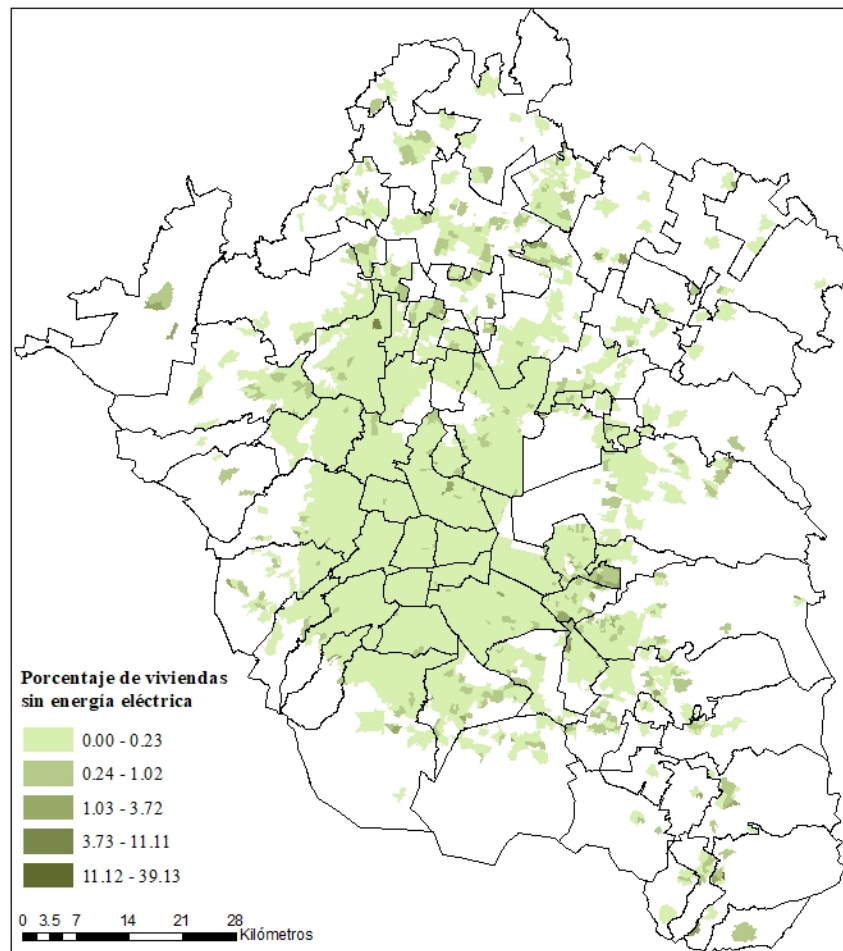 Porcentaje de viviendas
sin energía eléctrica
0.00 - 0.23
0.24 - 1.02
1.03 - 3.72
3.73 - 11.11
11.12 - 39.13
0 3.5 7 14 21 28
Kilómetros